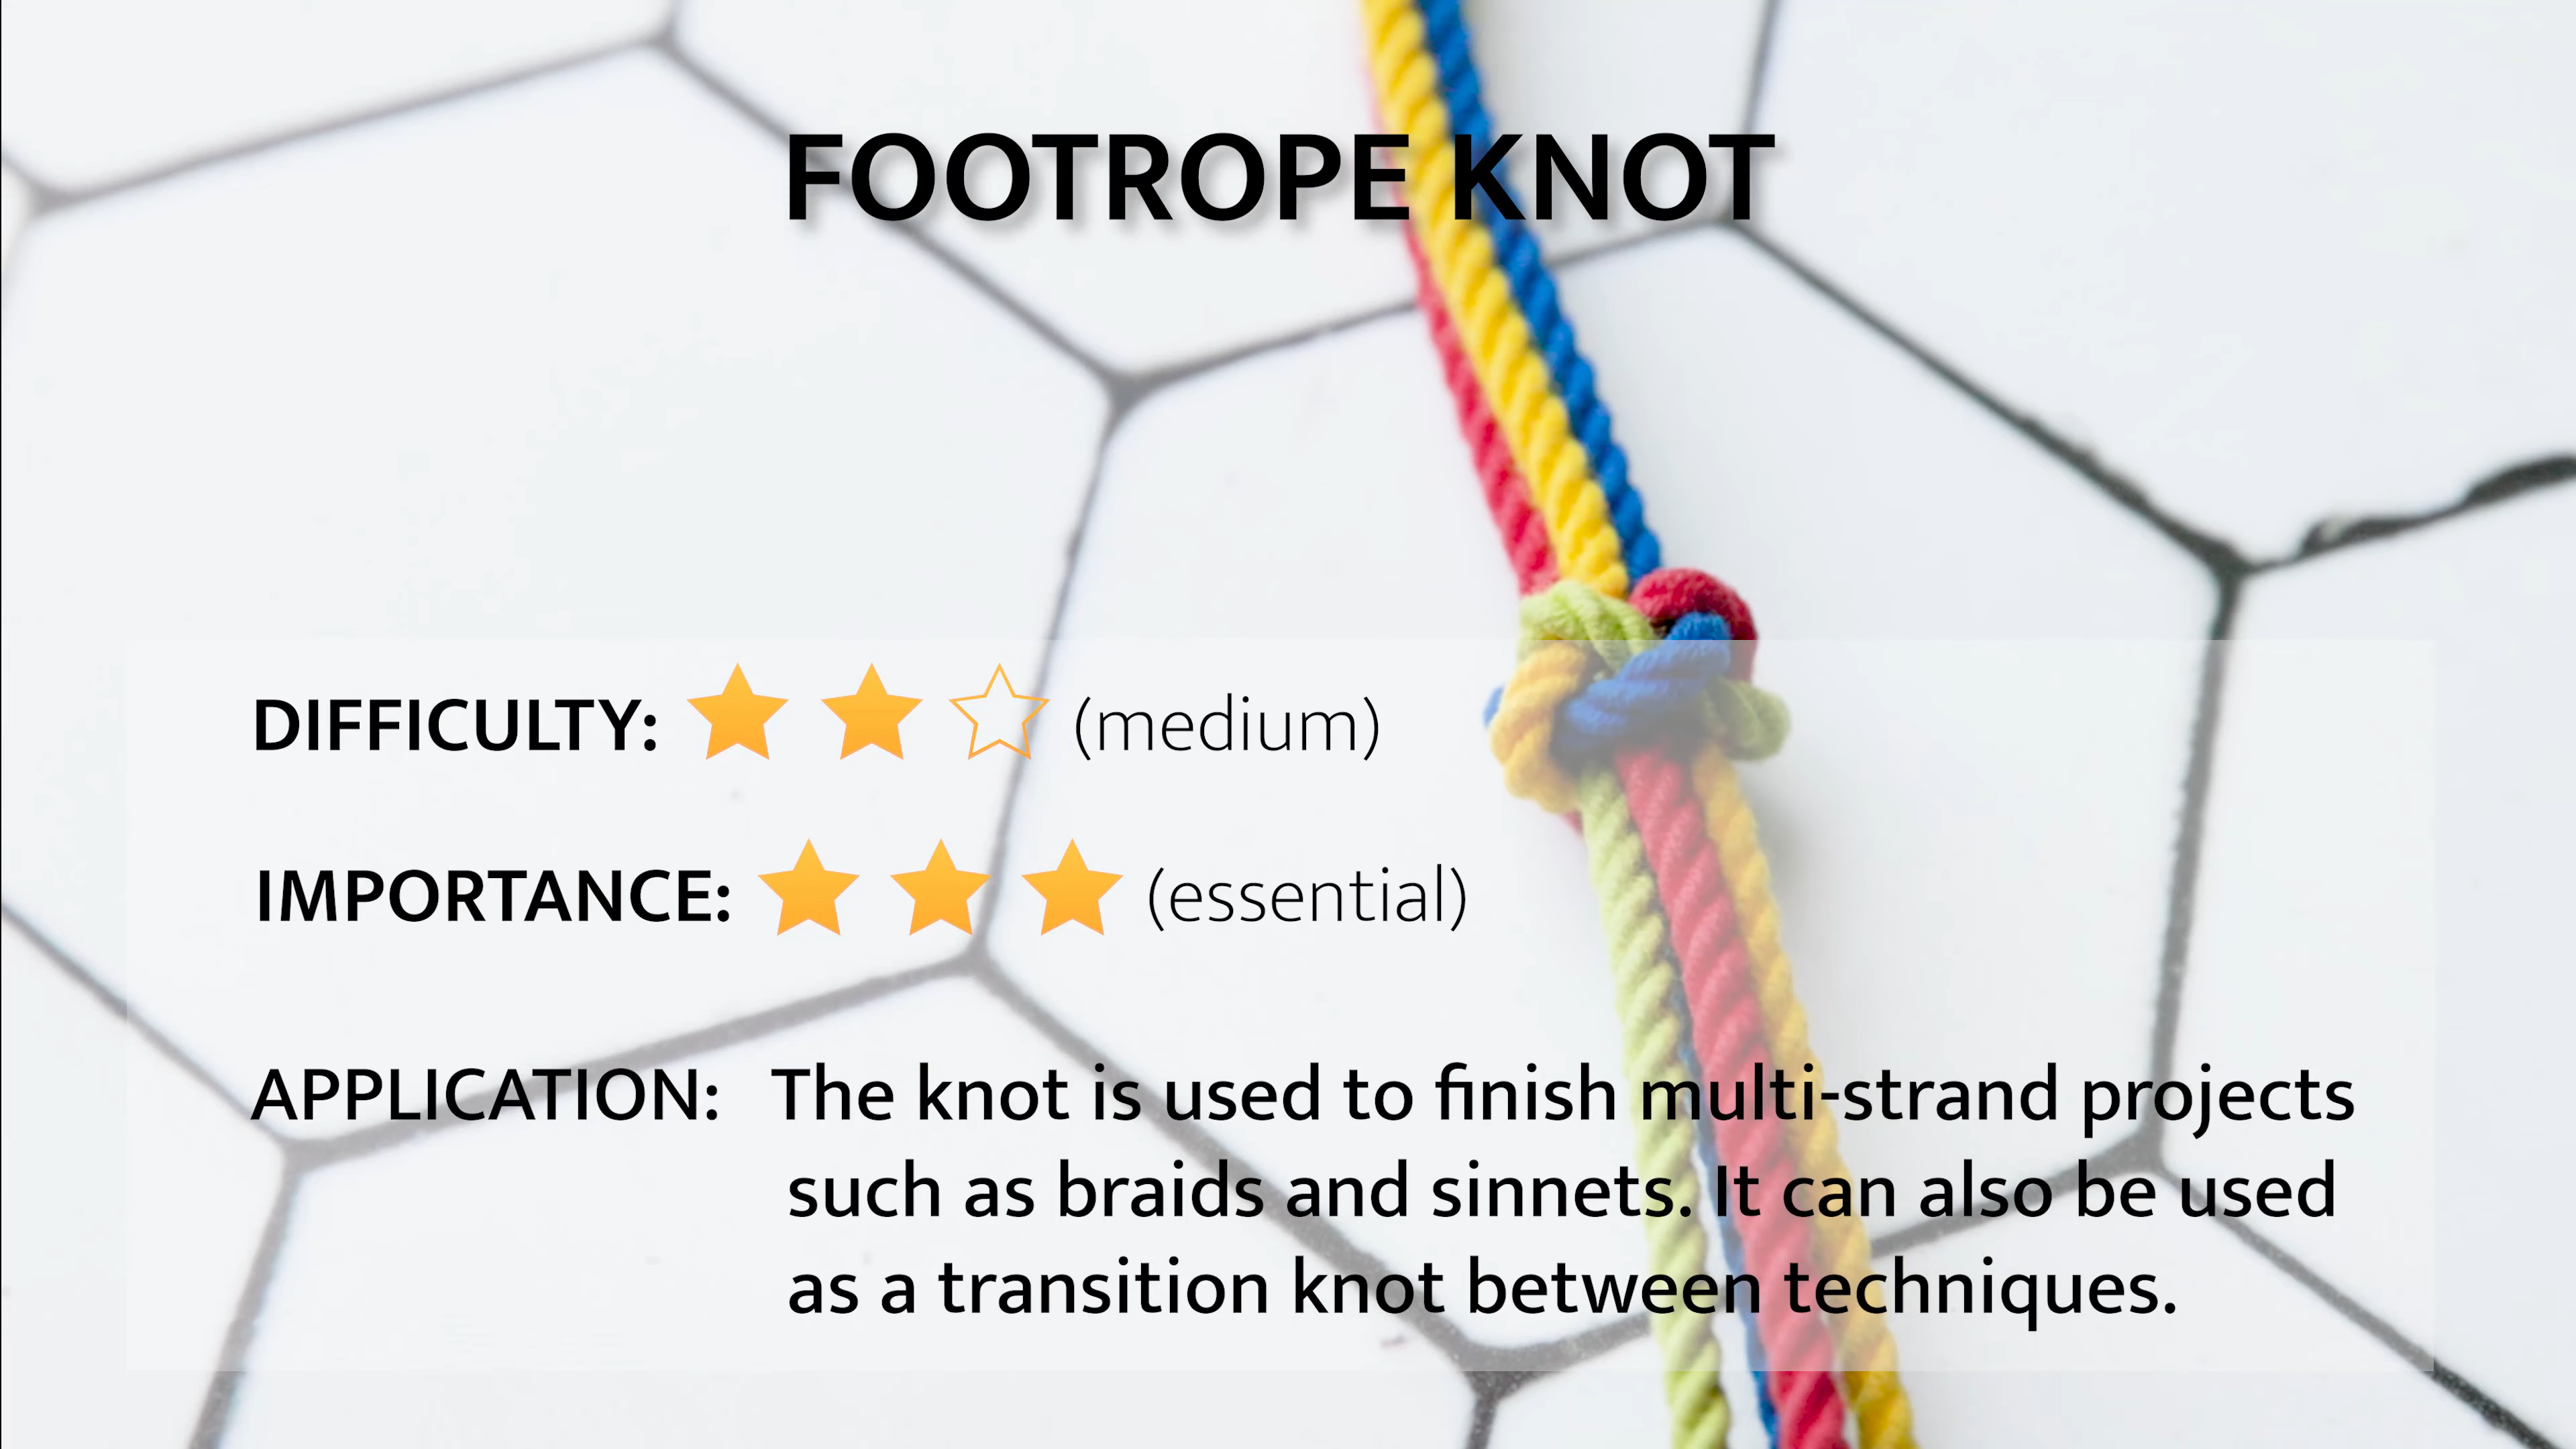 FOOTROPE KNOT
DIFFICULTY: (medium)
IMPORTANCE: (essential)
APPLICATION: The knot is used to finish multi-strand projects
such as braids and sinnets. It can also be used
as a transition knot between techniques.